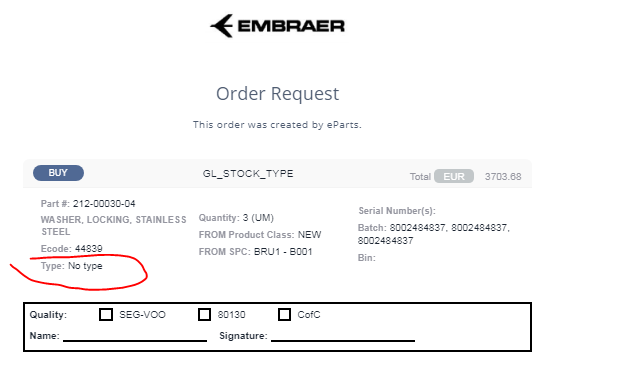 EMBRAER
Order Request
This order was created by eParts.
BUY
GL_STOCK_TYPE
Total EUR 3703.68
Part #: 212-00030-04
WASHER, LOCKING, STAINLESS
STEEL
Ecode: 44839
Type: No type
Quantity: 3 (UM)
FROM Product Class: NEW
FROM SPC: BRU1 - B001
Serial Number(s):
Batch: 8002484837, 8002484837,
8002484837
Bin:
Quality: SEG-VOO 80130 CofC
Name: Signature: